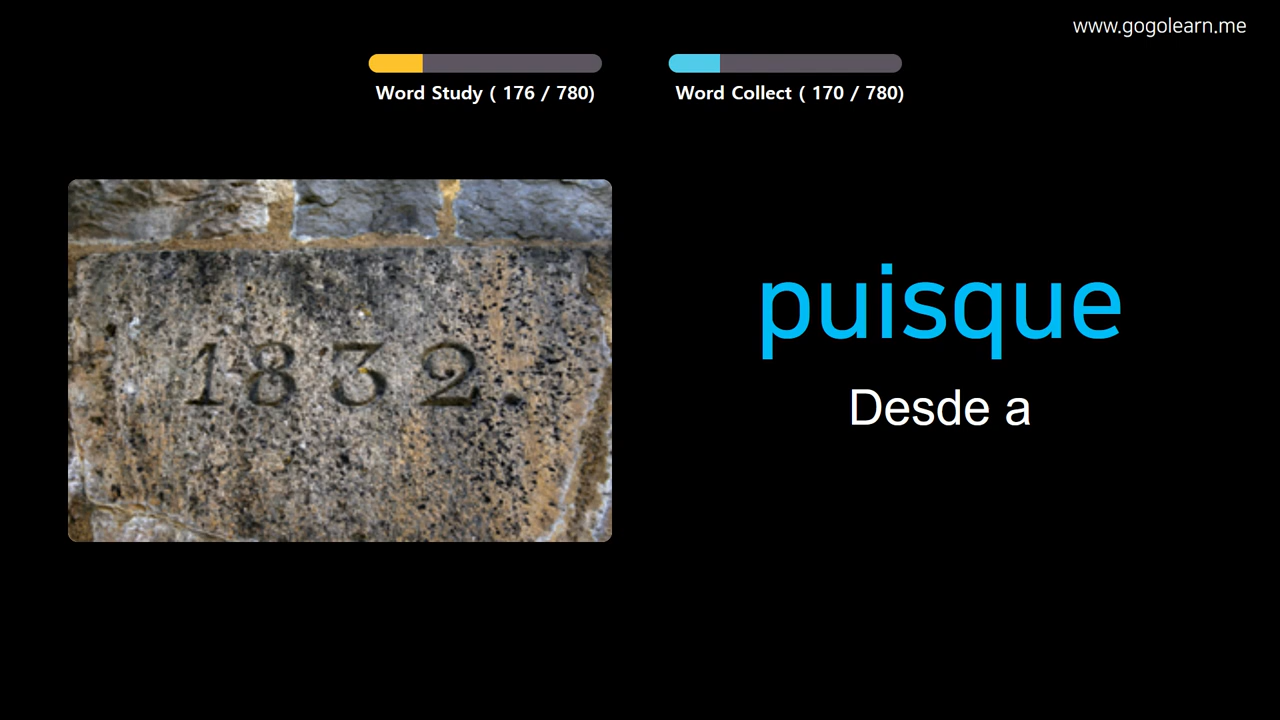 www.gogolearn.me
Word Study ( 176 / 780)
Word Collect ( 170 / 780)
1832.
puisque
Desde a